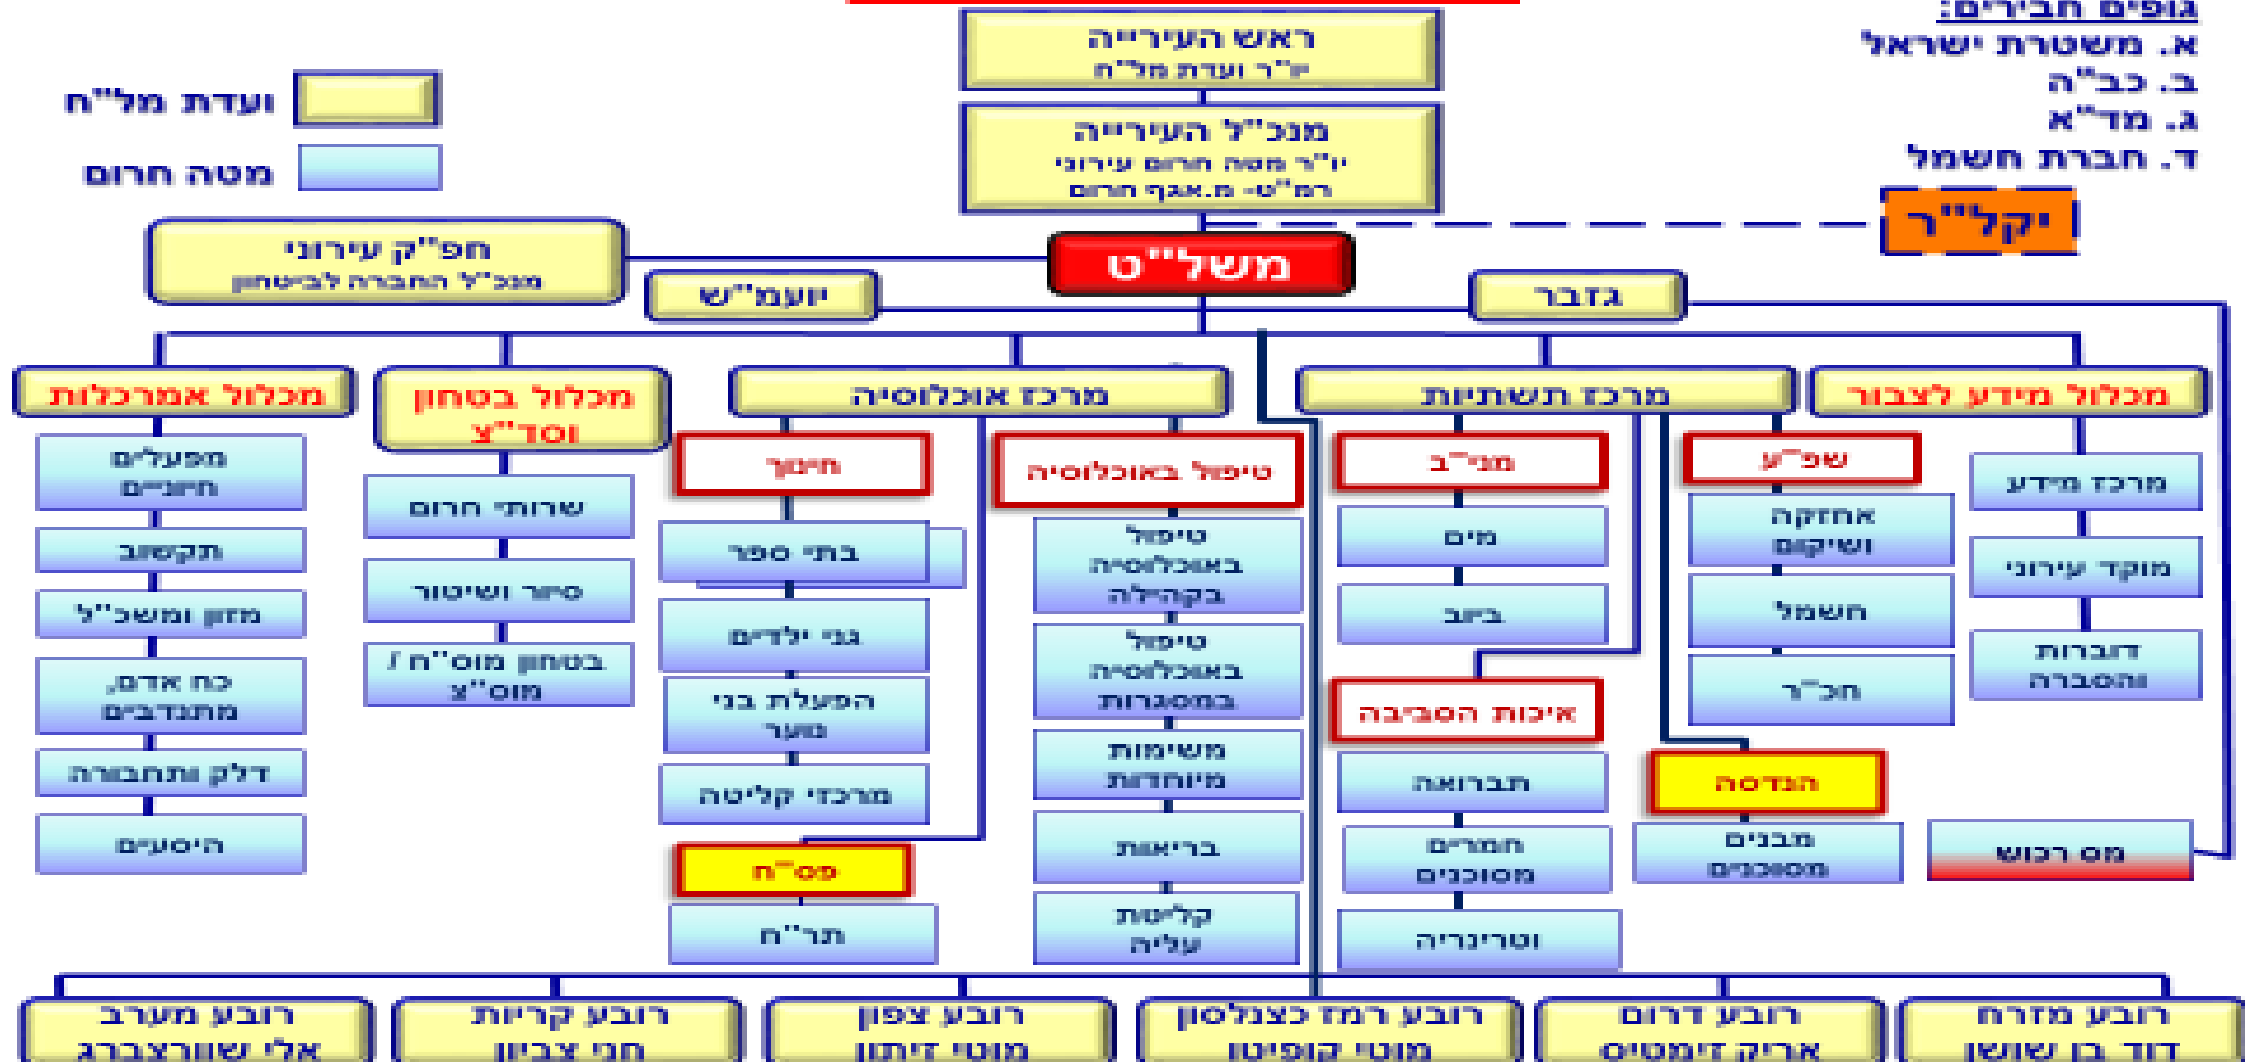 גופים חבירים:
א. משטרת ישראל
ב. כב"ה
ג. מד"א
ד. חברת חשמל
יקל"ר
ראש העירייה
יו"ר ועדת מל"ח
מנכ"ל העירייה
יו"ר מטה חרום עירוני
רמ"ט- מ.אגף חרום
ועדת מל"ח
מטה חרום
משל"ט
חפ"ק עירוני
מנכ"ל החברה לביטחון
גזבר
יועמ"ש
מכלול מידע לצבור
מרכז מידע
מוקד עירוני
דוברות
והסברה
מרכז תשתיות
שפ"ע
אחזקה
ושיקום
חשמל
חכ"ר
הנדסה
מבנים
מסוכנים
מס רכוש
מני"ב
מים
ביוב
איכות הסביבה
תברואה
חמרים
מסוכנים
וטרינריה
מרכז אוכלוסיה
טיפול באוכלוסיה
טיפול
באוכלוסיה
בקהילה
טיפול
באוכלוסיה
במסגרות
משימות
מיוחדות
בריאות
קליטת
עליה
חינוך
בתי ספר
גני ילדים
הפעלת בני
נוער
מרכזי קליטה
פס"ח
תר"ח
מכלול בטחון
וסד"צ
שרותי חרום
סיור ושיטור
בטחון מוס"ח /
מוס"צ
מכלול אמרכלות
מפעלים
חיוניים
תקשוב
מזון ומשכ"ל
כח אדם,
מתנדבים
דלק ותחבורה
היסעים
רובע מזרח
דוד בן שושן
רובע דרום
אריק זימטיס
רובע רמז כצנלסון
מוטי קופיטו
רובע צפון
מוטי זיתון
רובע קריות
חני צביון
רובע מערב
אלי שוורצברג